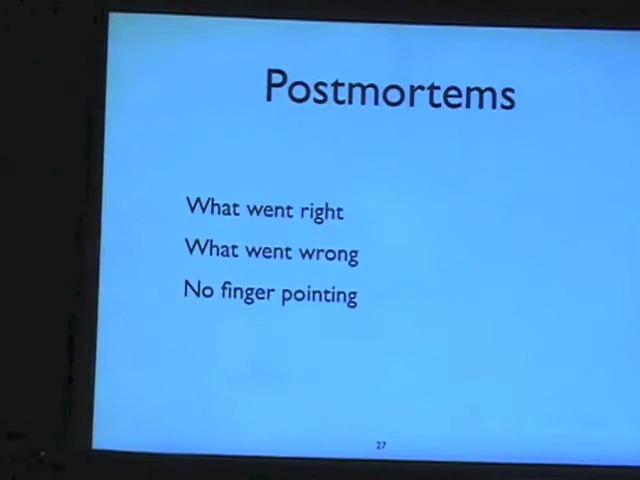 Postmortems
What went right
What went wrong
No finger pointing
27